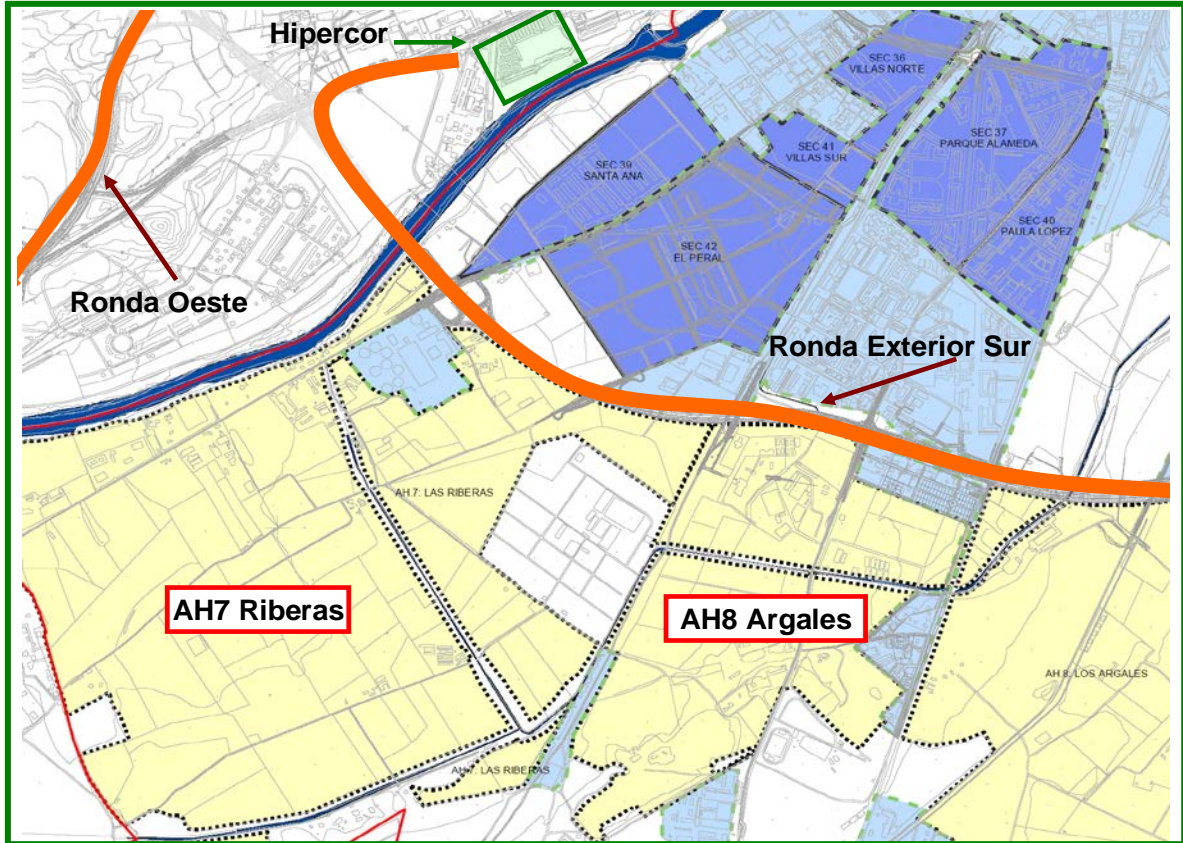 Hipercor
SEC 36
VILLAS NORTE
SEC 37
PARQUE ALAMEDA
SEC 41
VILLAS SUR
SEC 39
SANTA ANA
SEC 40
PAULA LOPEZ
SEC 42
EL PERAL
Ronda Oeste
Ronda Exterior Sur
AH 7: LAS RIBERAS
AH7 Riberas
AH8 Argales
AH 8: LOS ARGALES
AH 7: LAS RIBERAS